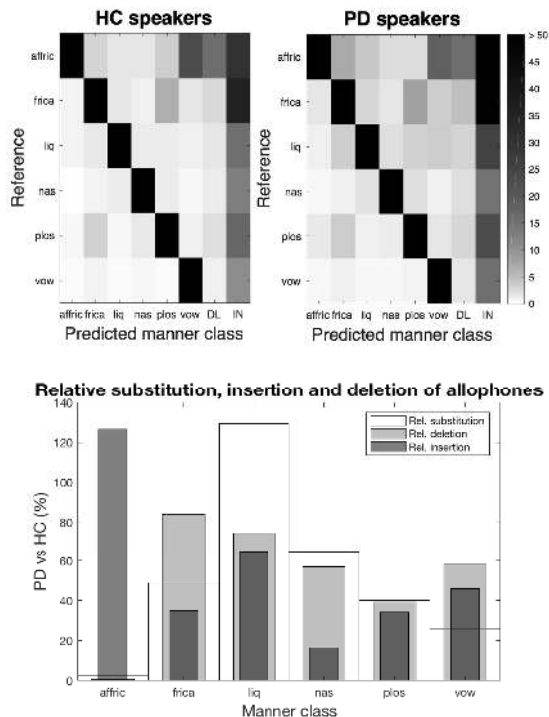 HC speakers
PD speakers
affric
frica
liq
nas
plos
vow
Reference
affric frica liq nas plos vow DL IN
Predicted manner class
affric
frica
liq
nas
plos
vow
Reference
affric frica liq nas plos vow DL IN
Predicted manner class
> 50
45
40
35
30
25
20
15
10
5
0
Relative substitution, insertion and deletion of allophones
140
120
100
80
60
40
20
0
PD vs HC (%)
Rel. substitution
Rel. deletion
Rel. insertion
affric frica liq nas plos vow
Manner class